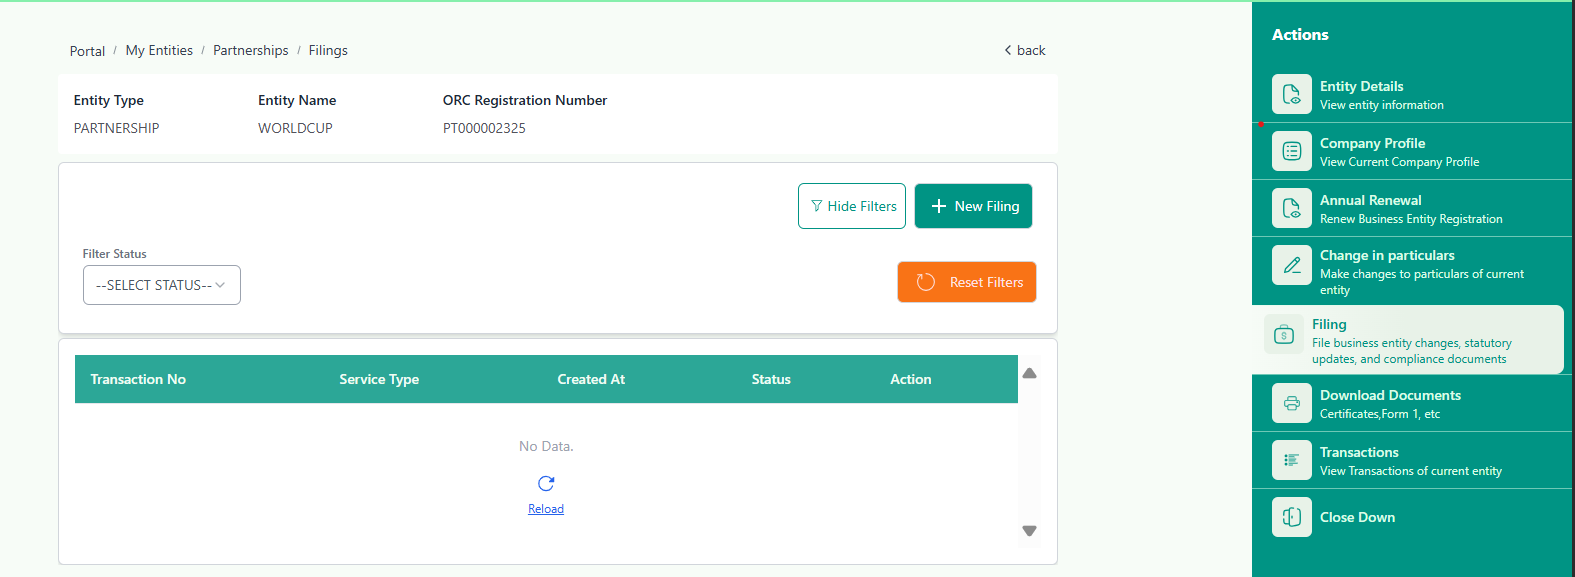 Portal / My Entities / Partnerships / Filings
back
Entity Type
Entity Name
ORC Registration Number
PARTNERSHIP
WORLDCUP
PT000002325
Hide Filters
New Filing
Filter Status
--SELECT STATUS--
Reset Filters
Transaction No
Service Type
Created At
Status
Action
No Data.
Reload
Actions
Entity Details
View entity information
Company Profile
View Current Company Profile
Annual Renewal
Renew Business Entity Registration
Change in particulars
Make changes to particulars of current
entity
Filing
File business entity changes, statutory
updates, and compliance documents
Download Documents
Certificates,Form 1, etc
Transactions
View Transactions of current entity
Close Down